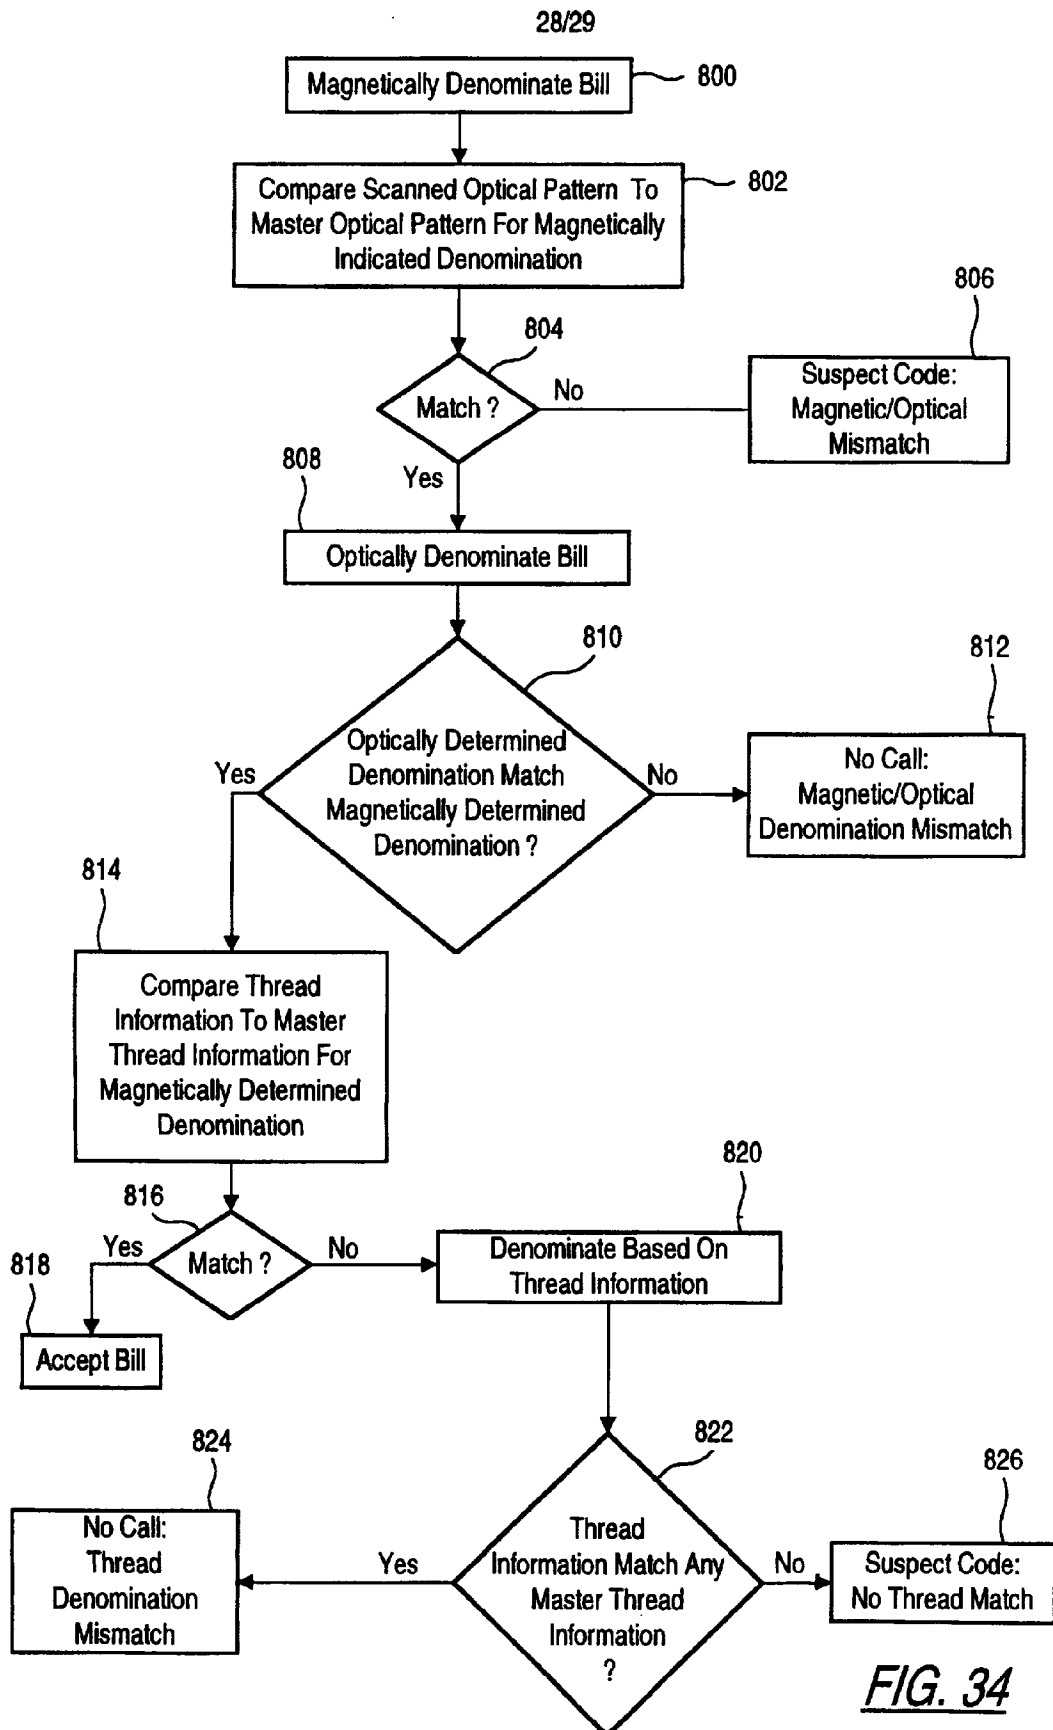 28/29
Magnetically Denominate Bill
800
Compare Scanned Optical Pattern To
Master Optical Pattern For Magnetically
Indicated Denomination
802
804
Match ?
No
806
Suspect Code:
Magnetic/Optical
Mismatch
Yes
808
Optically Denominate Bill
810
Optically Determined
Denomination Match
Magnetically Determined
Denomination ?
Yes
No
812
No Call:
Magnetic/Optical
Denomination Mismatch
814
Compare Thread
Information To Master
Thread Information For
Magnetically Determined
Denomination
816
Match ?
Yes
No
818
Accept Bill
820
Denominate Based On
Thread Information
822
Thread
Information Match Any
Master Thread
Information
?
Yes
No
824
No Call:
Thread
Denomination
Mismatch
826
Suspect Code:
No Thread Match
FIG. 34